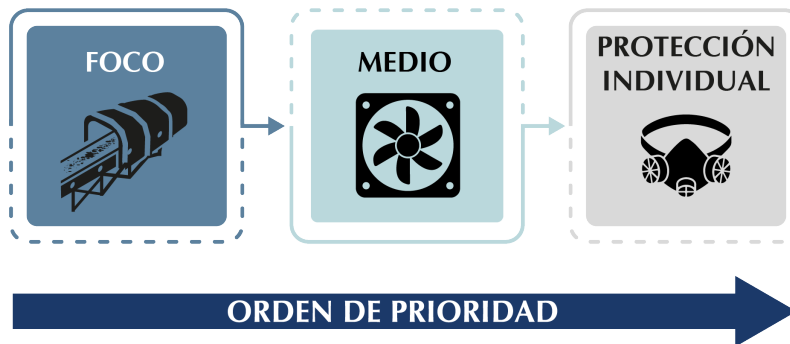 FOCO
MEDIO
PROTECCIÓN
INDIVIDUAL
ORDEN DE PRIORIDAD